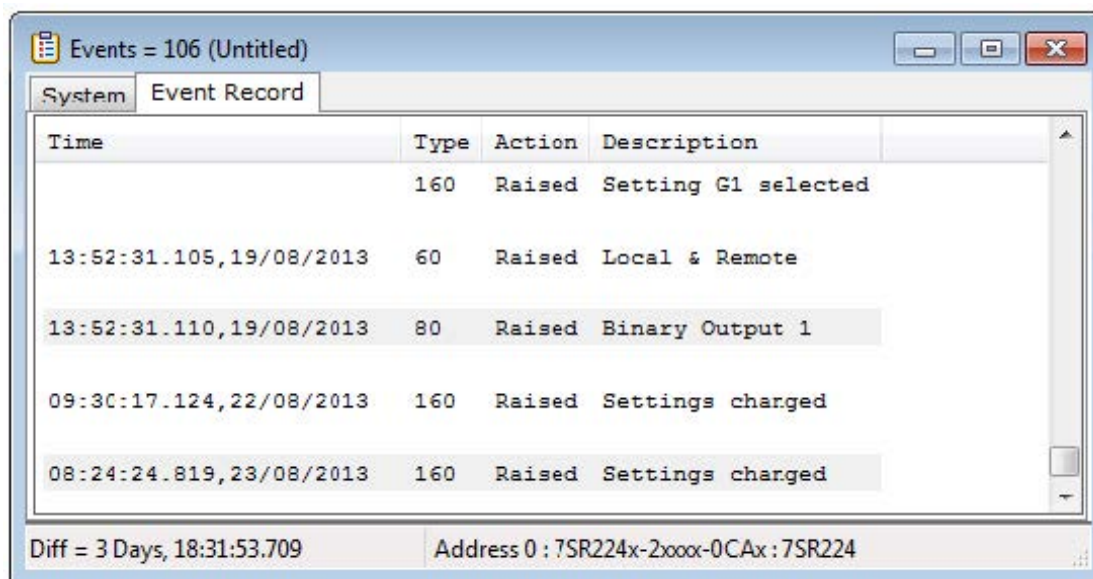 Events = 106 (Untitled)
System Event Record
Time Type Action Description
160 Raised Setting G1 selected
13:52:31.105,19/08/2013 60 Raised Local & Remote
13:52:31.110,19/08/2013 80 Raised Binary Output 1
09:30:17.124,22/08/2013 160 Raised Settings changed
08:24:24.819,23/08/2013 160 Raised Settings changed
Diff = 3 Days, 18:31:53.709 Address 0 : 7SR224x-2xxxx-0CAx : 7SR224